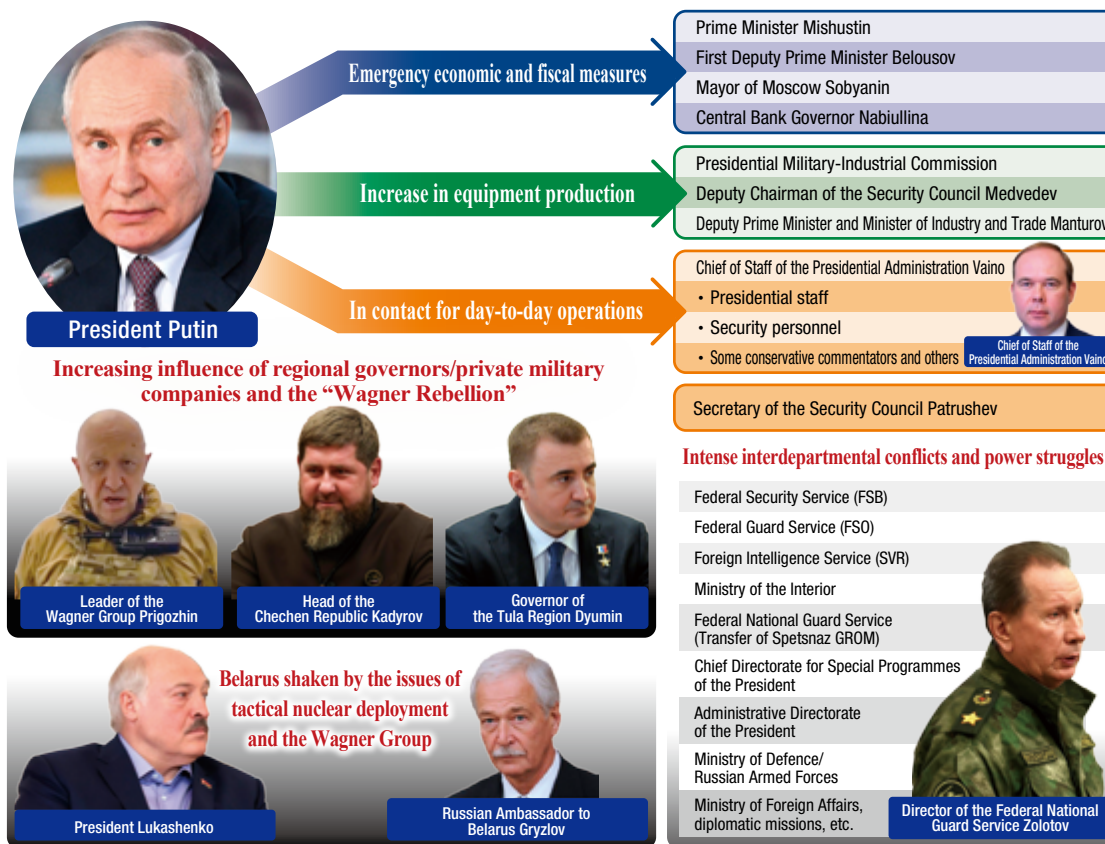 Emergency economic and fiscal measures
Prime Minister Mishustin
First Deputy Prime Minister Belousov
Mayor of Moscow Sobyanin
Central Bank Governor Nabiullina
Increase in equipment production
Presidential Military-Industrial Commission
Deputy Chairman of the Security Council Medvedev
Deputy Prime Minister and Minister of Industry and Trade Manturov
President Putin
In contact for day-to-day operations
Chief of Staff of the Presidential Administration Vaino
• Presidential staff
• Security personnel
• Some conservative commentators and others
Chief of Staff of the
Presidential Administration Vaino
Secretary of the Security Council Patrushev
Increasing influence of regional governors/private military
companies and the “Wagner Rebellion”
Leader of the
Wagner Group Prigozhin
Head of the
Chechen Republic Kadyrov
Governor of
the Tula Region Dyumin
Belarus shaken by the issues of
tactical nuclear deployment
and the Wagner Group
President Lukashenko
Russian Ambassador to
Belarus Gryzlov
Intense interdepartmental conflicts and power struggles
Federal Security Service (FSB)
Federal Guard Service (FSO)
Foreign Intelligence Service (SVR)
Ministry of the Interior
Federal National Guard Service
(Transfer of Spetsnaz GROM)
Chief Directorate for Special Programmes
of the President
Administrative Directorate
of the President
Ministry of Defence/
Russian Armed Forces
Ministry of Foreign Affairs,
diplomatic missions, etc.
Director of the Federal National
Guard Service Zolotov